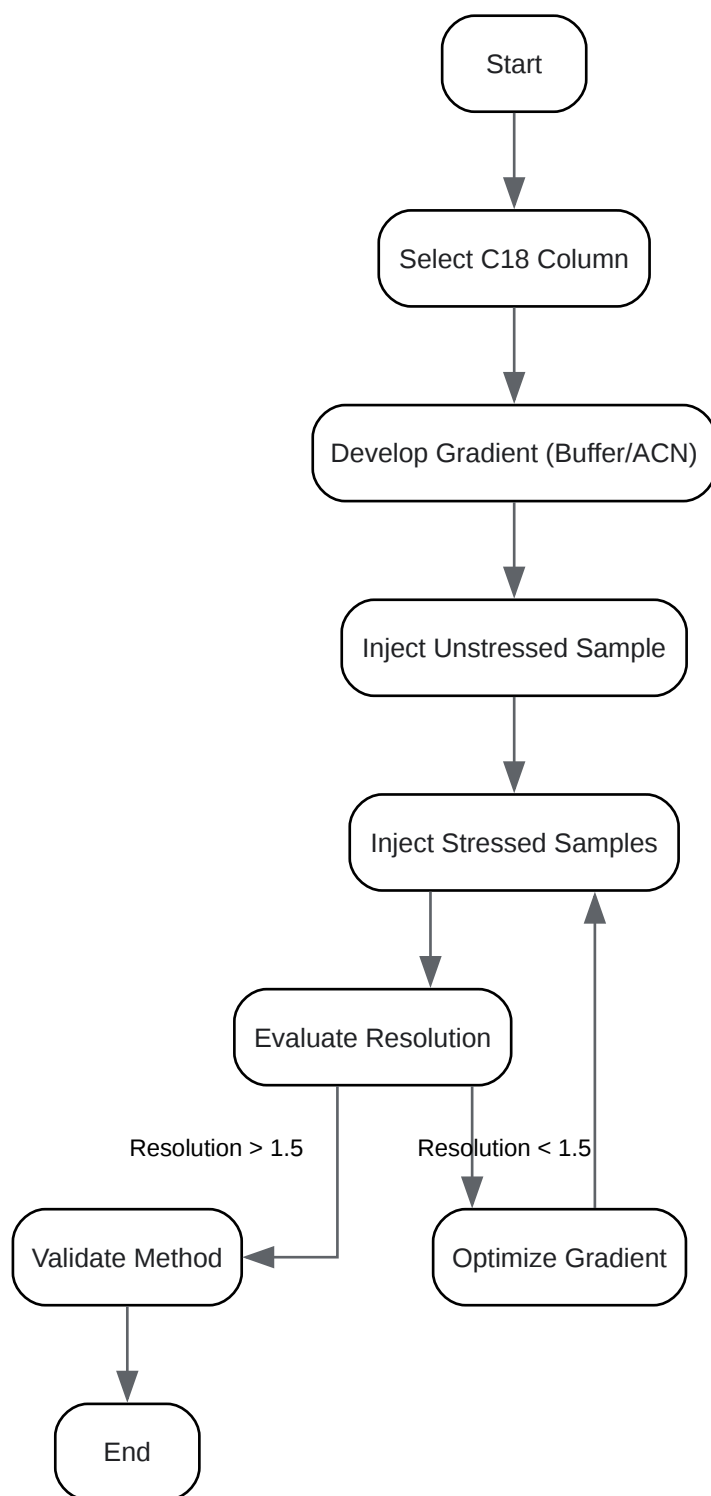 Start
Select C18 Column
Develop Gradient (Buffer/ACN)
Inject Unstressed Sample
Inject Stressed Samples
Evaluate Resolution
Resolution > 1.5
Resolution < 1.5
Validate Method
Optimize Gradient
End